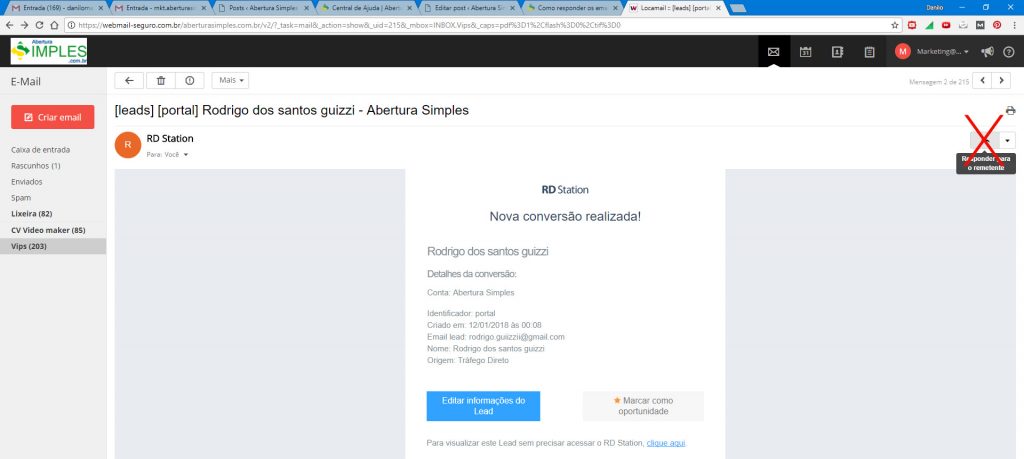 Entrada (169) - danilomo
Entrada - mkt.aberturas
Posts ‹ Abertura Simples
Central de Ajuda | Abert
Editar post ‹ Abertura Si
Como responder os ema
Locamail :: [leads] [porta
Danilo
https://webmail-seguro.com.br/aberturasimples.com.br/v2/?_task=mail&_action=show&_uid=215&_mbox=INBOX.Vips&_caps=pdf%3D1%2Cflash%3D0%2Ctif%3D0
Abertura
SIMPLES
.com.br
31
M
Marketing@...
E-Mail
Mais
Mensagem 2 de 215
Criar email
[leads] [portal] Rodrigo dos santos guizzi - Abertura Simples
R
RD Station
Para: Você
Responder para
o remetente
Caixa de entrada
Rascunhos (1)
Enviados
Spam
Lixeira (82)
CV Video maker (85)
Vips (203)
RD Station
Nova conversão realizada!
Rodrigo dos santos guizzi
Detalhes da conversão:
Conta: Abertura Simples
Identificador: portal
Criado em: 12/01/2018 às 00:08
Email lead: rodrigo.guiizzii@gmail.com
Nome: Rodrigo dos santos guizzi
Origem: Tráfego Direto
Editar informações do
Lead
Marcar como
oportunidade
Para visualizar este Lead sem precisar acessar o RD Station, clique aqui.